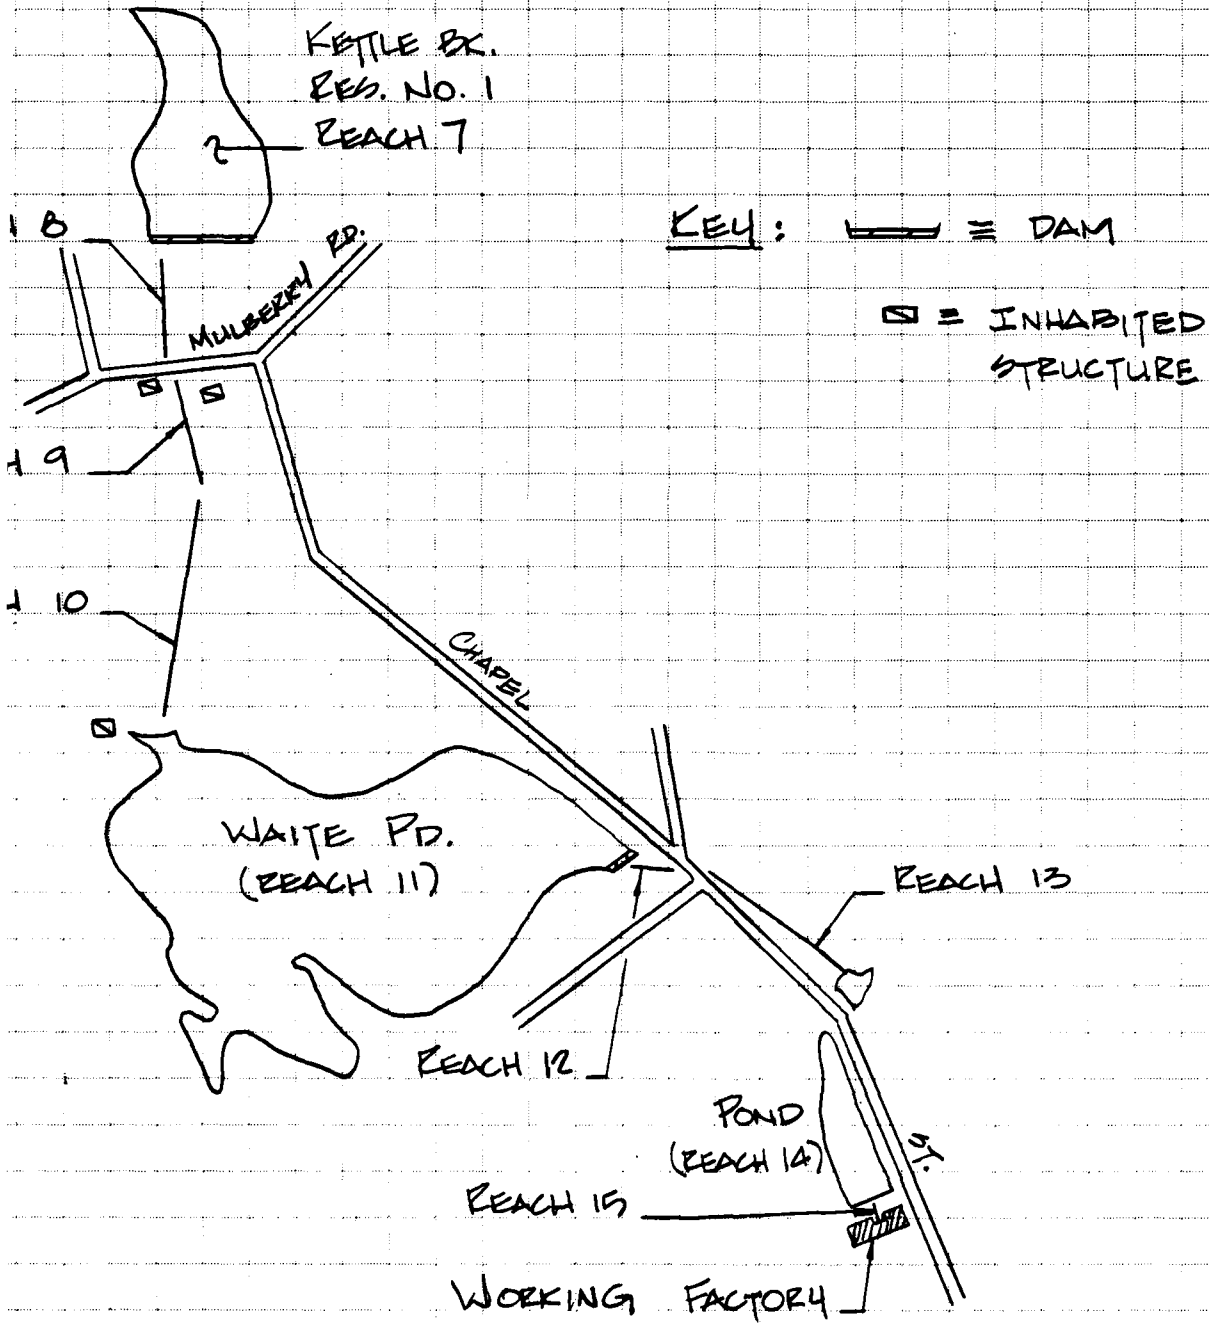 KETTLE BK.
RES. NO. 1
REACH 7
8
MULBERRY RD.
KEY: ≡ DAM
≡ INHABITED
STRUCTURE
9
10
CHAPEL
WAITE PD.
(REACH 11)
REACH 13
REACH 12
POND
(REACH 14)
ST.
REACH 15
WORKING FACTORY